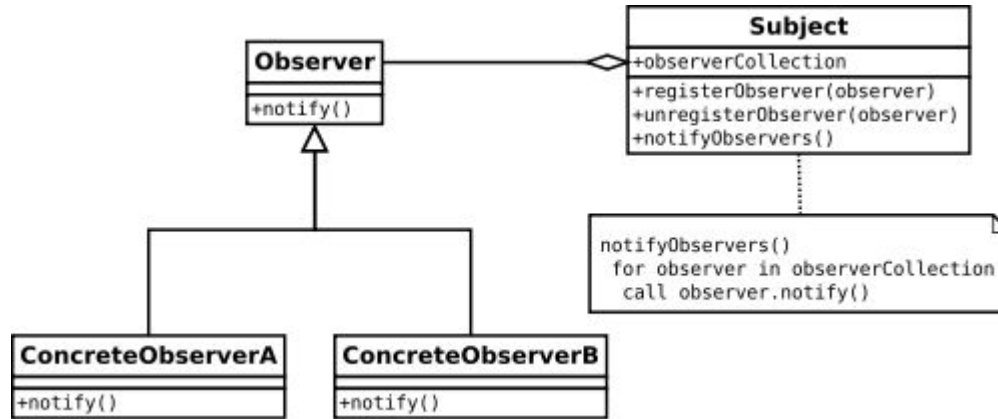 Subject
+observerCollection
+registerObserver(observer)
+unregisterObserver(observer)
+notifyObservers()
Observer
+notify()
notifyObservers()
for observer in observerCollection
call observer.notify()
ConcreteObserverA
+notify()
ConcreteObserverB
+notify()